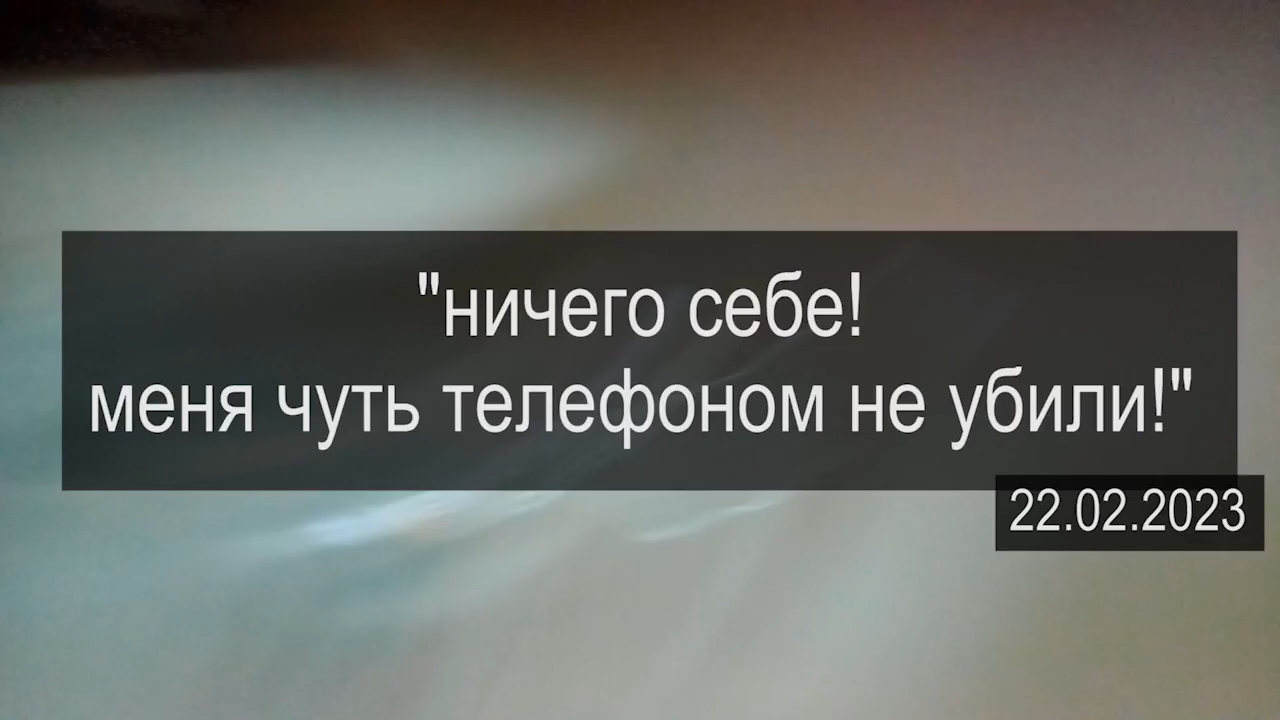 "ничего себе!
меня чуть телефоном не убили!"
22.02.2023